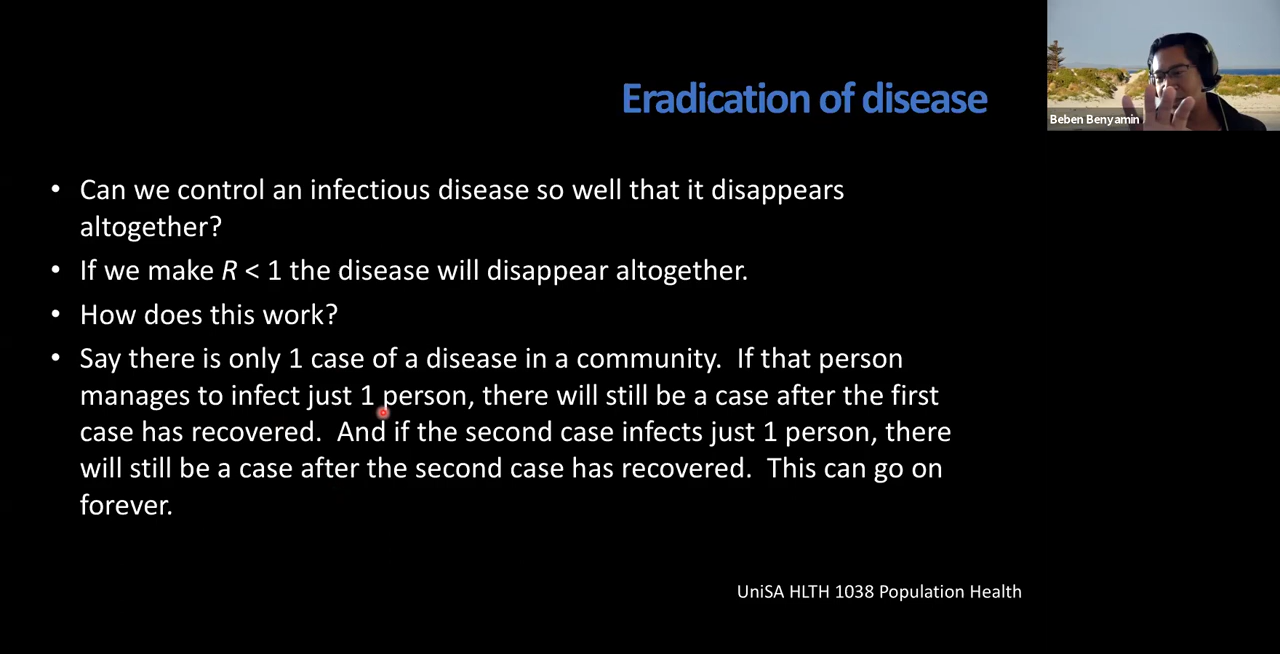 Eradication of disease
Beben Benyamin
• Can we control an infectious disease so well that it disappears
altogether?
• If we make R < 1 the disease will disappear altogether.
• How does this work?
• Say there is only 1 case of a disease in a community.  If that person
manages to infect just 1 person, there will still be a case after the first
case has recovered.  And if the second case infects just 1 person, there
will still be a case after the second case has recovered.  This can go on
forever.
UniSA HLTH 1038 Population Health